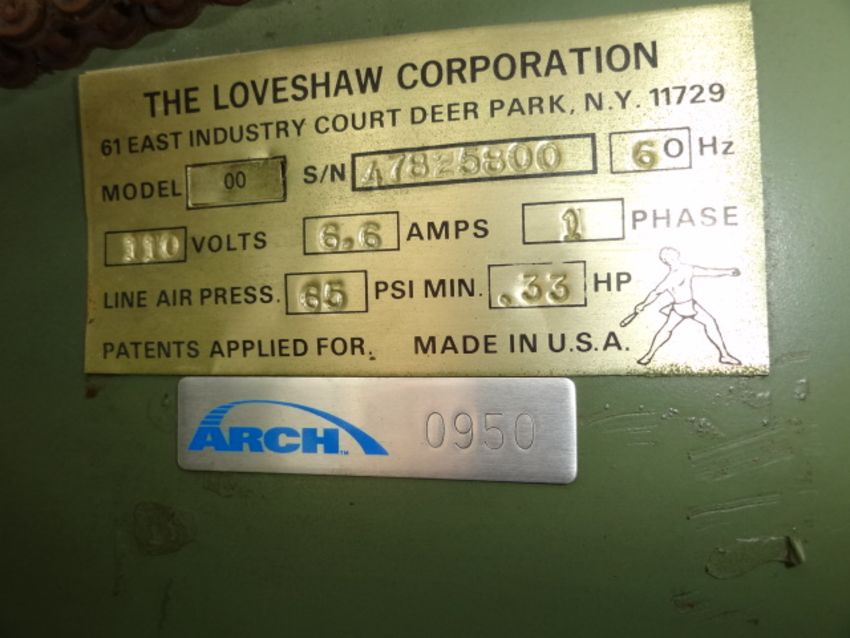 THE LOVESHAW CORPORATION
61 EAST INDUSTRY COURT DEER PARK, N.Y. 11729
MODEL 00 S/N 47825800 60 Hz
110 VOLTS 6.6 AMPS 1 PHASE
LINE AIR PRESS. 65 PSI MIN. .33 HP
PATENTS APPLIED FOR. MADE IN U.S.A.
ARCH™ 0950